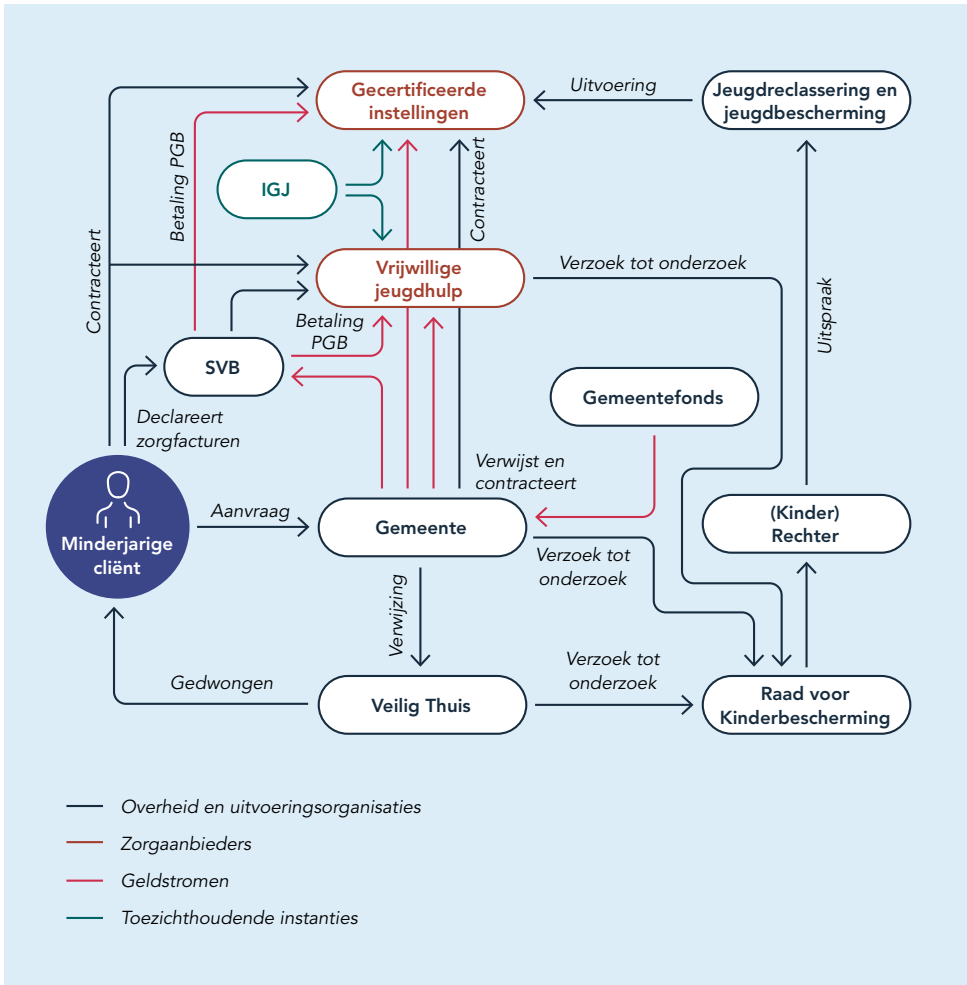 Gecertificeerde
instellingen
Uitvoering
Jeugdreclassering en
jeugdbescherming
Betaling PGB
IGJ
Contracteert
Contracteert
Vrijwillige
jeugdhulp
Verzoek tot onderzoek
Uitspraak
Betaling
PGB
SVB
Gemeentefonds
Declareert
zorgfacturen
Verwijst en
contracteert
Minderjarige
cliënt
Aanvraag
Gemeente
(Kinder)
Rechter
Verzoek tot
onderzoek
Verwijzing
Gedwongen
Veilig Thuis
Verzoek tot
onderzoek
Raad voor
Kinderbescherming
Overheid en uitvoeringsorganisaties
Zorgaanbieders
Geldstromen
Toezichthoudende instanties